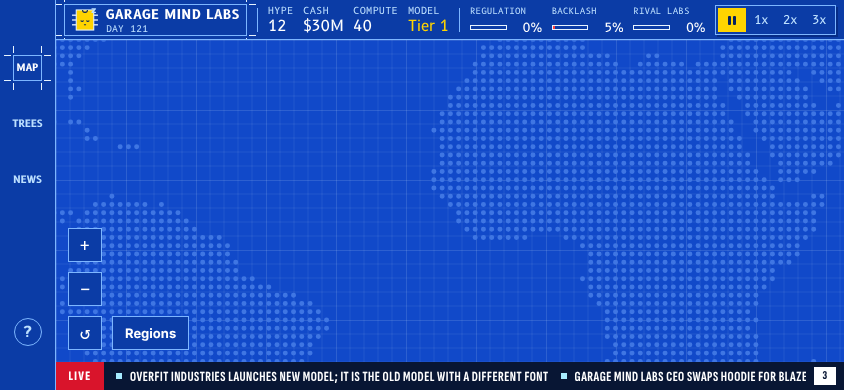 GARAGE MIND LABS
DAY 121
HYPE CASH COMPUTE MODEL
12 $30M 40 Tier 1
REGULATION BACKLASH RIVAL LABS
0% 5% 0%
1x 2x 3x
MAP
TREES
NEWS
+
−
↺ Regions
?
LIVE OVERFIT INDUSTRIES LAUNCHES NEW MODEL; IT IS THE OLD MODEL WITH A DIFFERENT FONT GARAGE MIND LABS CEO SWAPS HOODIE FOR BLAZE 3